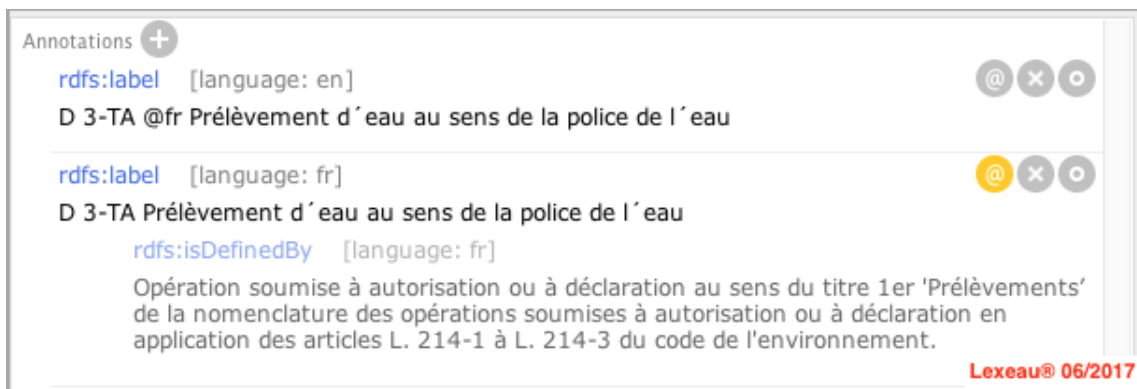 Annotations +
rdfs:label [language: en] @ × o
D 3-TA @fr Prélèvement d´eau au sens de la police de l´eau
rdfs:label [language: fr] @ × o
D 3-TA Prélèvement d´eau au sens de la police de l´eau
rdfs:isDefinedBy [language: fr]
Opération soumise à autorisation ou à déclaration au sens du titre 1er 'Prélèvements’
de la nomenclature des opérations soumises à autorisation ou à déclaration en
application des articles L. 214-1 à L. 214-3 du code de l'environnement.
Lexeau® 06/2017